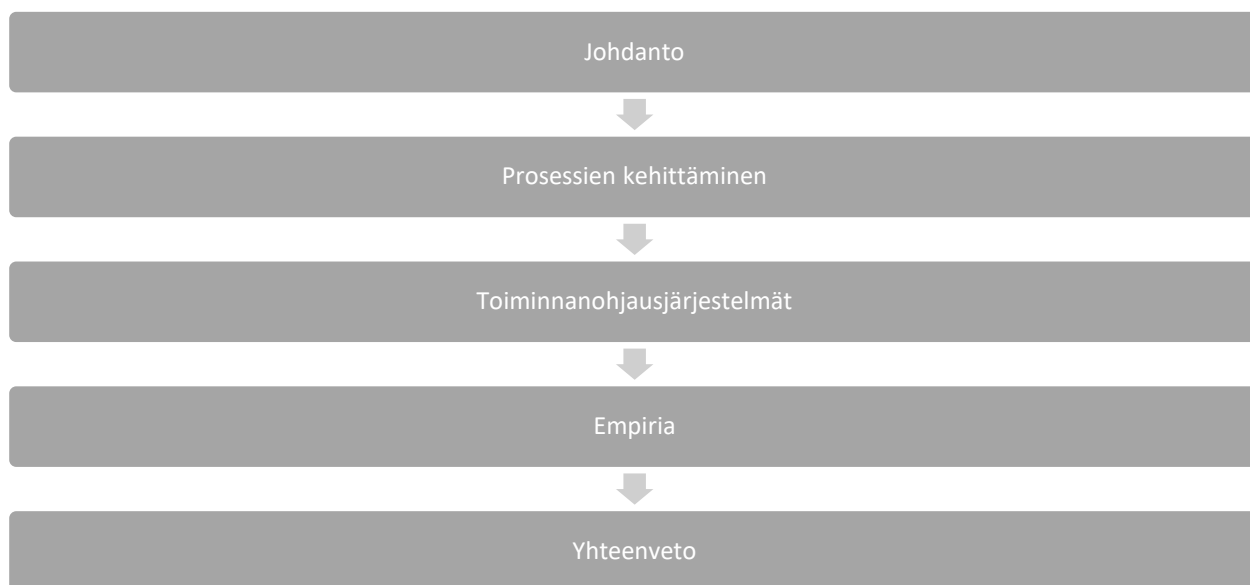 Johdanto
Prosessien kehittäminen
Toiminnanohjausjärjestelmät
Empiria
Yhteenveto